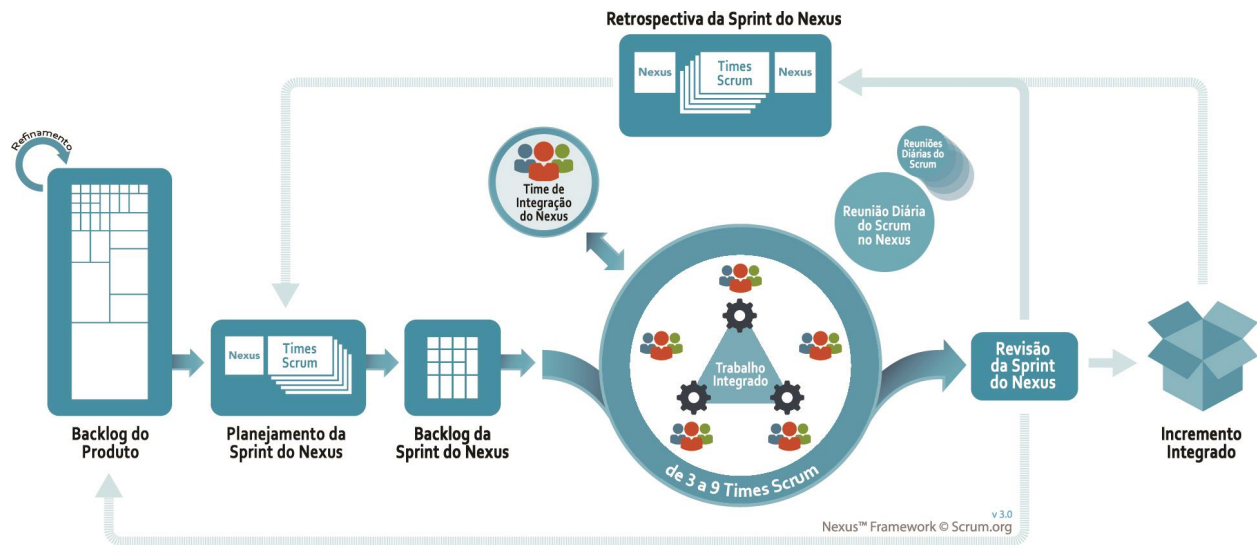 Retrospectiva da Sprint do Nexus
Nexus
Times
Scrum
Nexus
Refinamento
Reuniões
Diárias do
Scrum
Time de
Integração
do Nexus
Reunião Diária
do Scrum
no Nexus
Nexus
Times
Scrum
Trabalho
Integrado
Revisão
da Sprint
do Nexus
Backlog do
Produto
Planejamento da
Sprint do Nexus
Backlog da
Sprint do Nexus
de 3 a 9 Times Scrum
Incremento
Integrado
v 3.0
Nexus™ Framework © Scrum.org